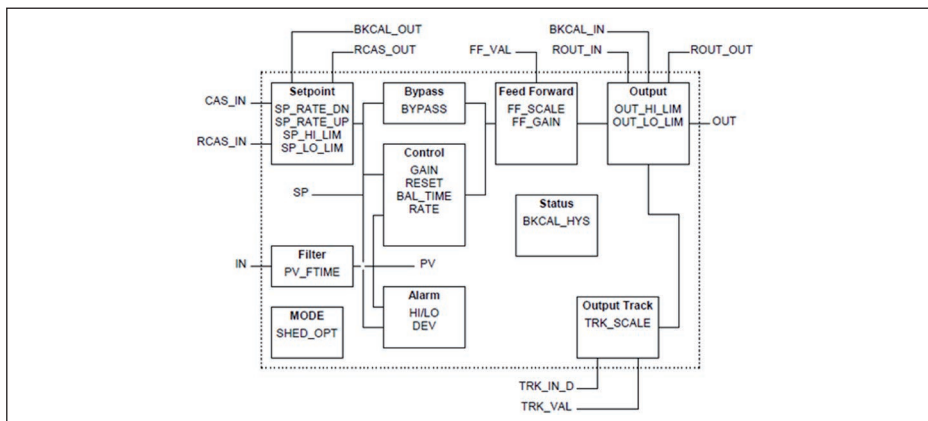 BKCAL_OUT
RCAS_OUT
FF_VAL
BKCAL_IN
ROUT_IN
ROUT_OUT
CAS_IN
RCAS_IN
Setpoint
SP_RATE_DN
SP_RATE_UP
SP_HI_LIM
SP_LO_LIM
Bypass
BYPASS
Feed Forward
FF_SCALE
FF_GAIN
Output
OUT_HI_LIM
OUT_LO_LIM
OUT
Control
GAIN
RESET
BAL_TIME
RATE
SP
Status
BKCAL_HYS
IN
Filter
PV_FTIME
PV
MODE
SHED_OPT
Alarm
HI/LO
DEV
Output Track
TRK_SCALE
TRK_IN_D
TRK_VAL